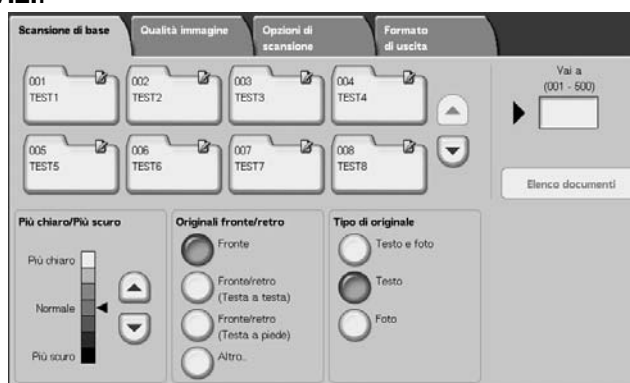 Scansione di base
Qualità immagine
Opzioni di
scansione
Formato
di uscita
001
TEST1
002
TEST2
003
TEST3
004
TEST4
Vai a
(001 - 500)
005
TEST5
006
TEST6
007
TEST7
008
TEST8
Elenco documenti
Più chiaro/Più scuro
Più chiaro
Normale
Più scuro
Originali fronte/retro
Fronte
Fronte/retro
(Testa a testa)
Fronte/retro
(Testa a piede)
Altro..
Tipo di originale
Testo e foto
Testo
Foto